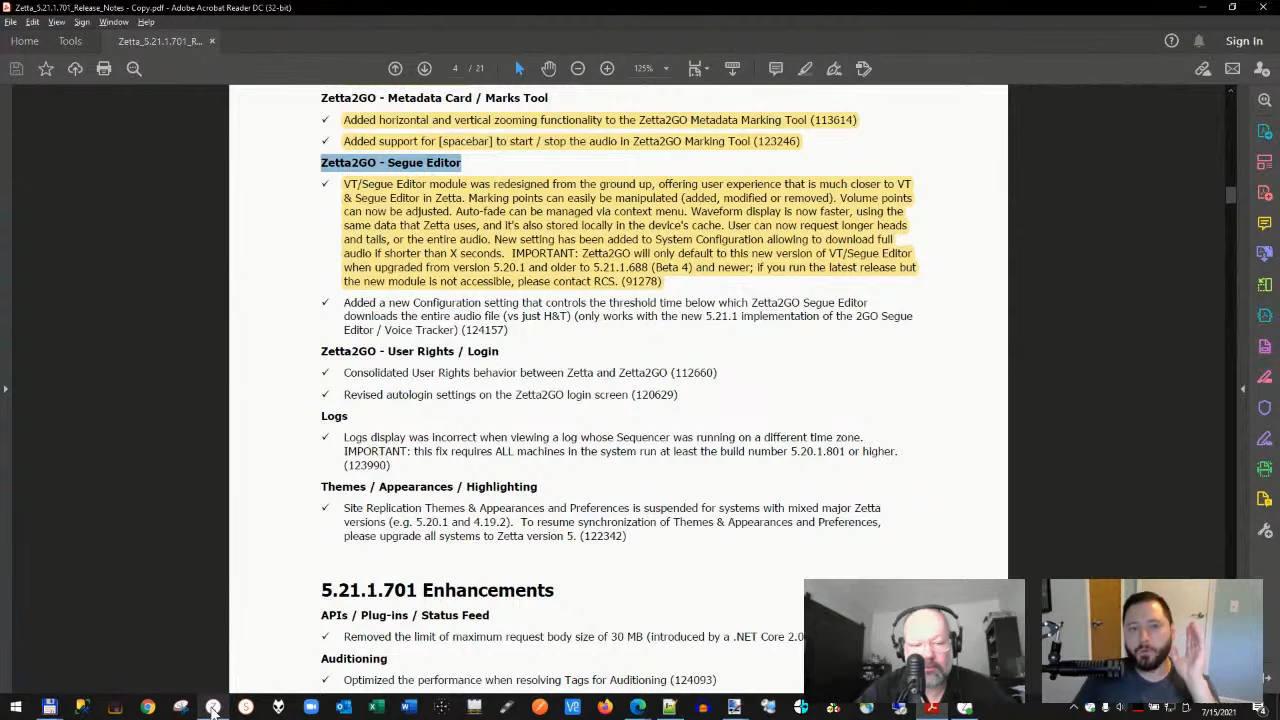 Zetta_5.21.1.701_Release_Notes - Copy.pdf - Adobe Acrobat Reader DC (32-bit)
File Edit View Sign Window Help
Home Tools Zetta_5.21.1.701_R... × Sign In
4 / 21 125%
Zetta2GO - Metadata Card / Marks Tool
✓ Added horizontal and vertical zooming functionality to the Zetta2GO Metadata Marking Tool (113614)
✓ Added support for [spacebar] to start / stop the audio in Zetta2GO Marking Tool (123246)
Zetta2GO - Segue Editor
✓ VT/Segue Editor module was redesigned from the ground up, offering user experience that is much closer to VT
& Segue Editor in Zetta. Marking points can easily be manipulated (added, modified or removed). Volume points
can now be adjusted. Auto-fade can be managed via context menu. Waveform display is now faster, using the
same data that Zetta uses, and it's also stored locally in the device's cache. User can now request longer heads
and tails, or the entire audio. New setting has been added to System Configuration allowing to download full
audio if shorter than X seconds. IMPORTANT: Zetta2GO will only default to this new version of VT/Segue Editor
when upgraded from version 5.20.1 and older to 5.21.1.688 (Beta 4) and newer; if you run the latest release but
the new module is not accessible, please contact RCS. (91278)
✓ Added a new Configuration setting that controls the threshold time below which Zetta2GO Segue Editor
downloads the entire audio file (vs just H&T) (only works with the new 5.21.1 implementation of the 2GO Segue
Editor / Voice Tracker) (124157)
Zetta2GO - User Rights / Login
✓ Consolidated User Rights behavior between Zetta and Zetta2GO (112660)
✓ Revised autologin settings on the Zetta2GO login screen (120629)
Logs
✓ Logs display was incorrect when viewing a log whose Sequencer was running on a different time zone.
IMPORTANT: this fix requires ALL machines in the system run at least the build number 5.20.1.801 or higher.
(123990)
Themes / Appearances / Highlighting
✓ Site Replication Themes & Appearances and Preferences is suspended for systems with mixed major Zetta
versions (e.g. 5.20.1 and 4.19.2). To resume synchronization of Themes & Appearances and Preferences,
please upgrade all systems to Zetta version 5. (122342)
5.21.1.701 Enhancements
APIs / Plug-ins / Status Feed
✓ Removed the limit of maximum request body size of 30 MB (introduced by a .NET Core 2.0
Auditioning
✓ Optimized the performance when resolving Tags for Auditioning (124093)
7/15/2021